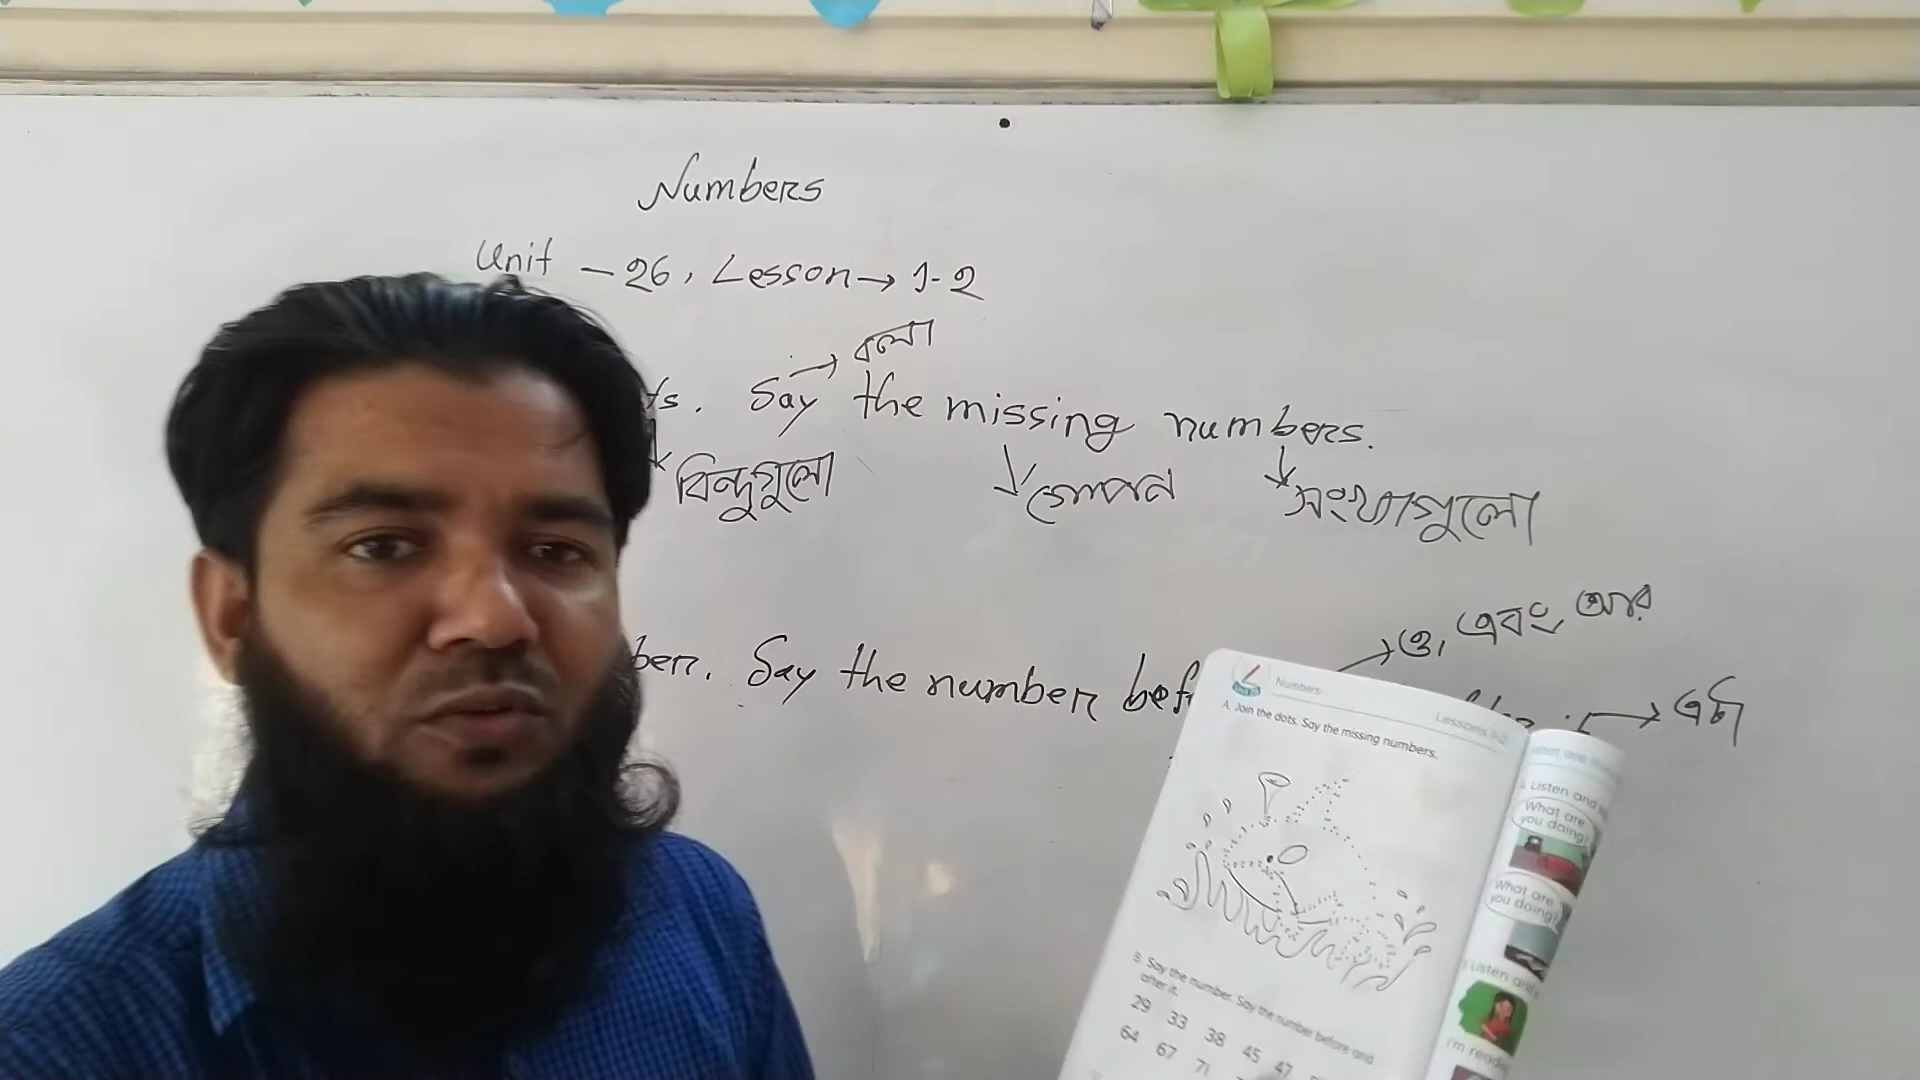 Numbers
Unit - 26, Lesson → 1-2
বলা
ts. Say the missing numbers.
বিন্দুগুলো গোপন সংখ্যাগুলো
ও, এবং, আর
ber. Say the number bef
এটা
Numbers
Lessons 1-2
A. Join the dots. Say the missing numbers.
B. Say the number. Say the number before and
after it.
29 33 38 45 47
64 67 71
What are
you doing?
What are
you doing?
Listen and
I'm read